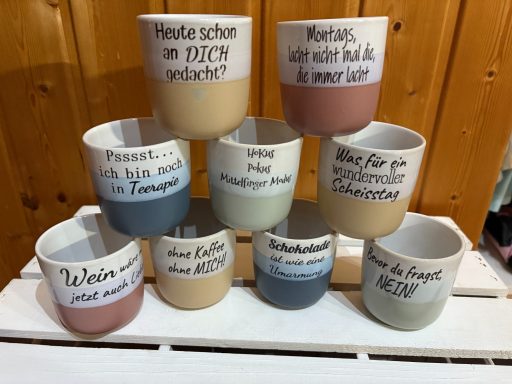 Heute schon
an DICH
gedacht?
Montags,
lacht nicht mal die,
die immer lacht
Psssst...
ich bin noch
in Teerapie
HoKus
PoKus
Mittelfinger Modus
Was für ein
wundervoller
Scheisstag
Wein wäre
jetzt auch
ohne Kaffee
ohne MICH!
Schokolade
ist wie eine
Umarmung
Bevor du fragst,
NEIN!